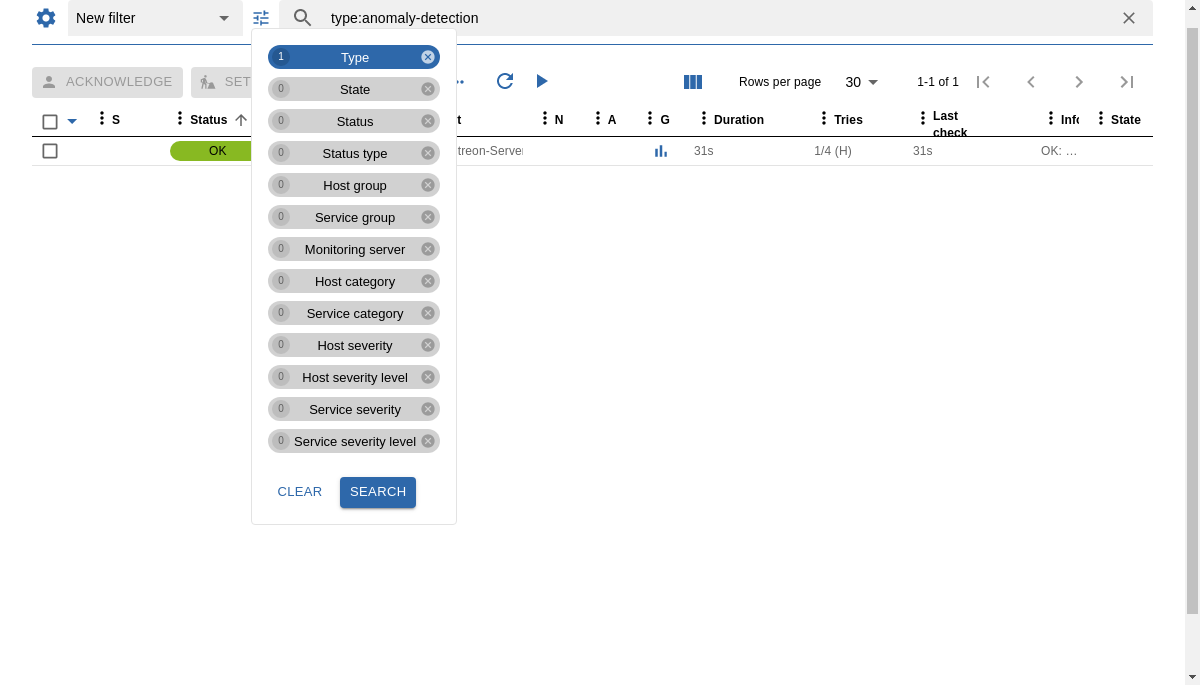 New filter
type:anomaly-detection
1 Type
ACKNOWLEDGE
SET
Rows per page
30
1-1 of 1
0 State
S
Status
0 Status
t
N
A
G
Duration
Tries
Last
check
Info
State
OK
0 Status type
treon-Server
31s
1/4 (H)
31s
OK: …
0 Host group
0 Service group
0 Monitoring server
0 Host category
0 Service category
0 Host severity
0 Host severity level
0 Service severity
0 Service severity level
CLEAR
SEARCH